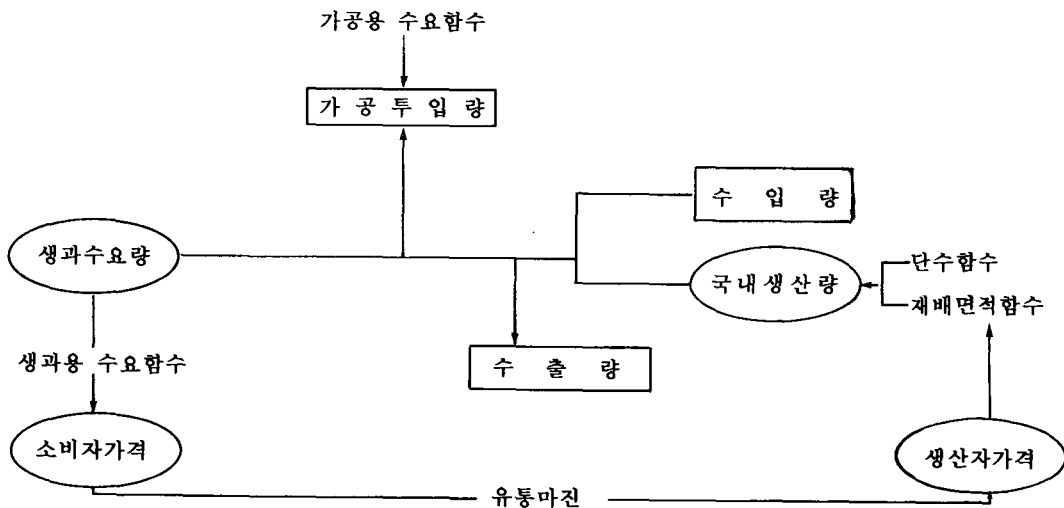 가공용 수요함수
가 공 투 입 량
수 입 량
생과수요량
국내생산량
단수함수
재배면적함수
생과용 수요함수
수 출 량
소비자가격
생산자가격
유통마진